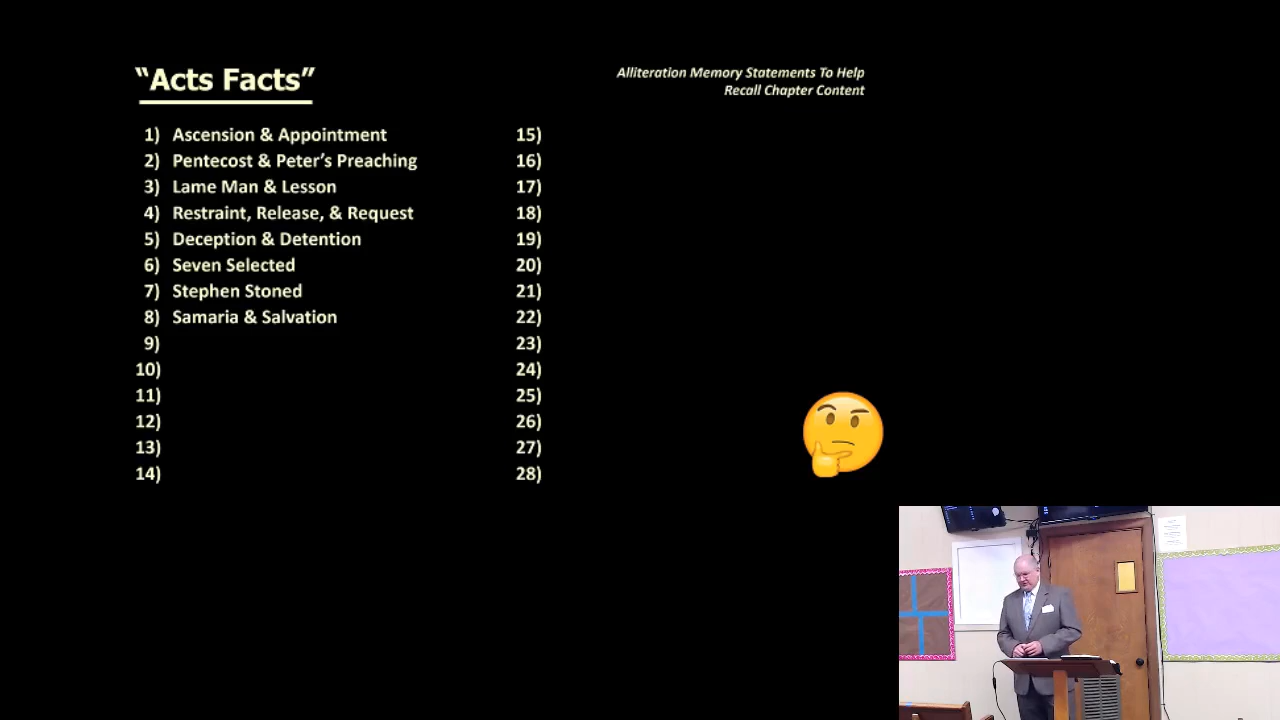 “Acts Facts”
Alliteration Memory Statements To Help
Recall Chapter Content
1) Ascension & Appointment
2) Pentecost & Peter’s Preaching
3) Lame Man & Lesson
4) Restraint, Release, & Request
5) Deception & Detention
6) Seven Selected
7) Stephen Stoned
8) Samaria & Salvation
9)
10)
11)
12)
13)
14)
15)
16)
17)
18)
19)
20)
21)
22)
23)
24)
25)
26)
27)
28)